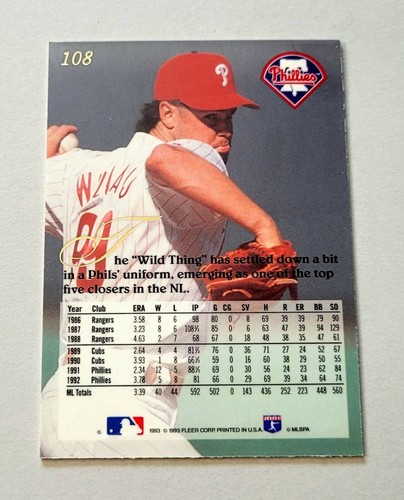 108
Phillies
P
The "Wild Thing" has settled down a bit
in a Phils' uniform, emerging as one of the top
five closers in the NL.
Year Club ERA W L IP G CG SV H R ER BB SO
1986 Rangers 3.58 8 6 98 80 0 8 69 39 39 79 90
1987 Rangers 3.23 8 6 108⅓ 76 0 6 63 47 39 94 129
1988 Rangers 4.63 2 7 68 67 0 18 48 38 35 47 61
1989 Cubs 2.64 4 4 81⅔ 76 0 36 71 27 24 52 67
1990 Cubs 3.93 1 8 66⅓ 59 0 16 60 38 29 50 55
1991 Phillies 2.34 12 5 88⅓ 69 0 30 56 24 23 62 84
1992 Phillies 3.78 5 8 81 66 0 29 69 39 34 64 74
ML Totals 3.39 40 44 592 502 0 143 436 252 223 448 560
® 1993 © 1993 FLEER CORP. PRINTED IN U.S.A. © MLBPA